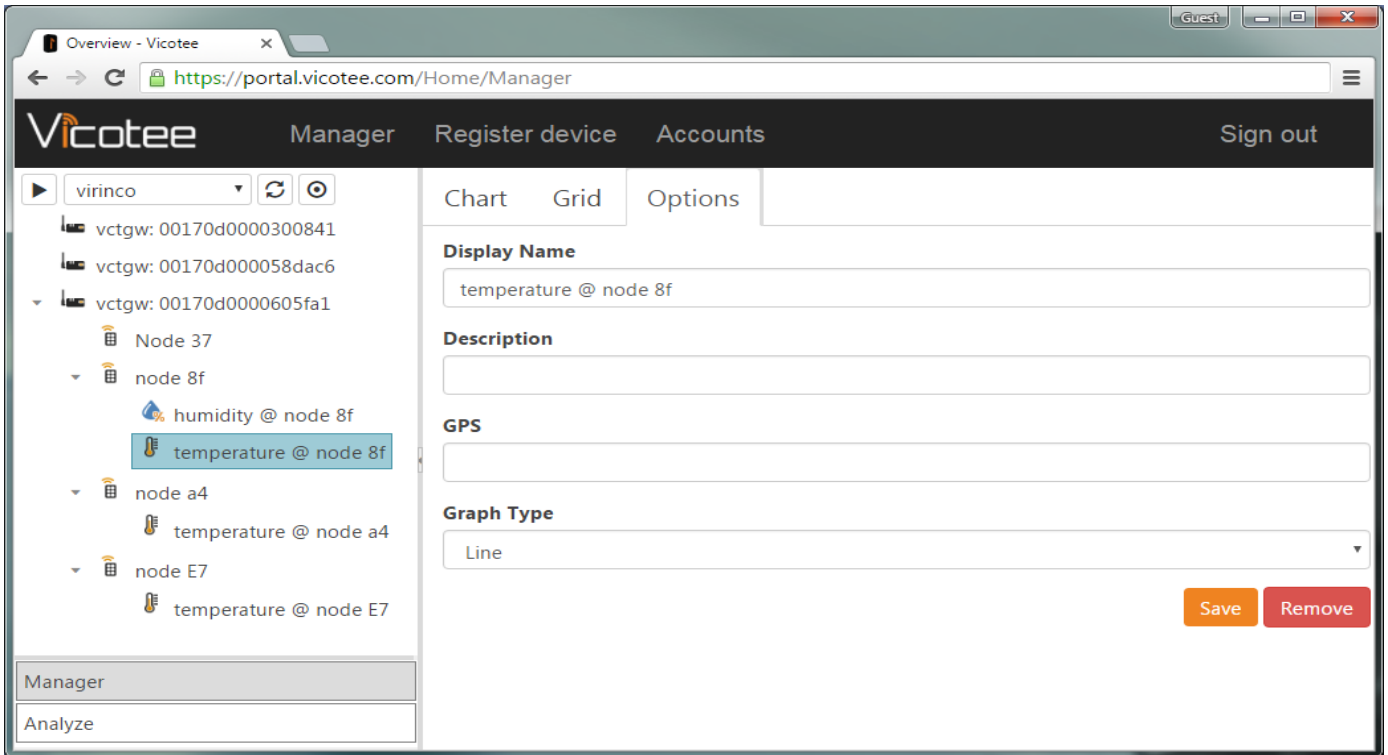 Guest
Overview - Vicotee
https://portal.vicotee.com/Home/Manager
Vicotee Manager Register device Accounts Sign out
virinco
vctgw: 00170d0000300841
vctgw: 00170d000058dac6
vctgw: 00170d0000605fa1
Node 37
node 8f
humidity @ node 8f
temperature @ node 8f
node a4
temperature @ node a4
node E7
temperature @ node E7
Manager
Analyze
Chart Grid Options
Display Name
temperature @ node 8f
Description
GPS
Graph Type
Line
Save Remove